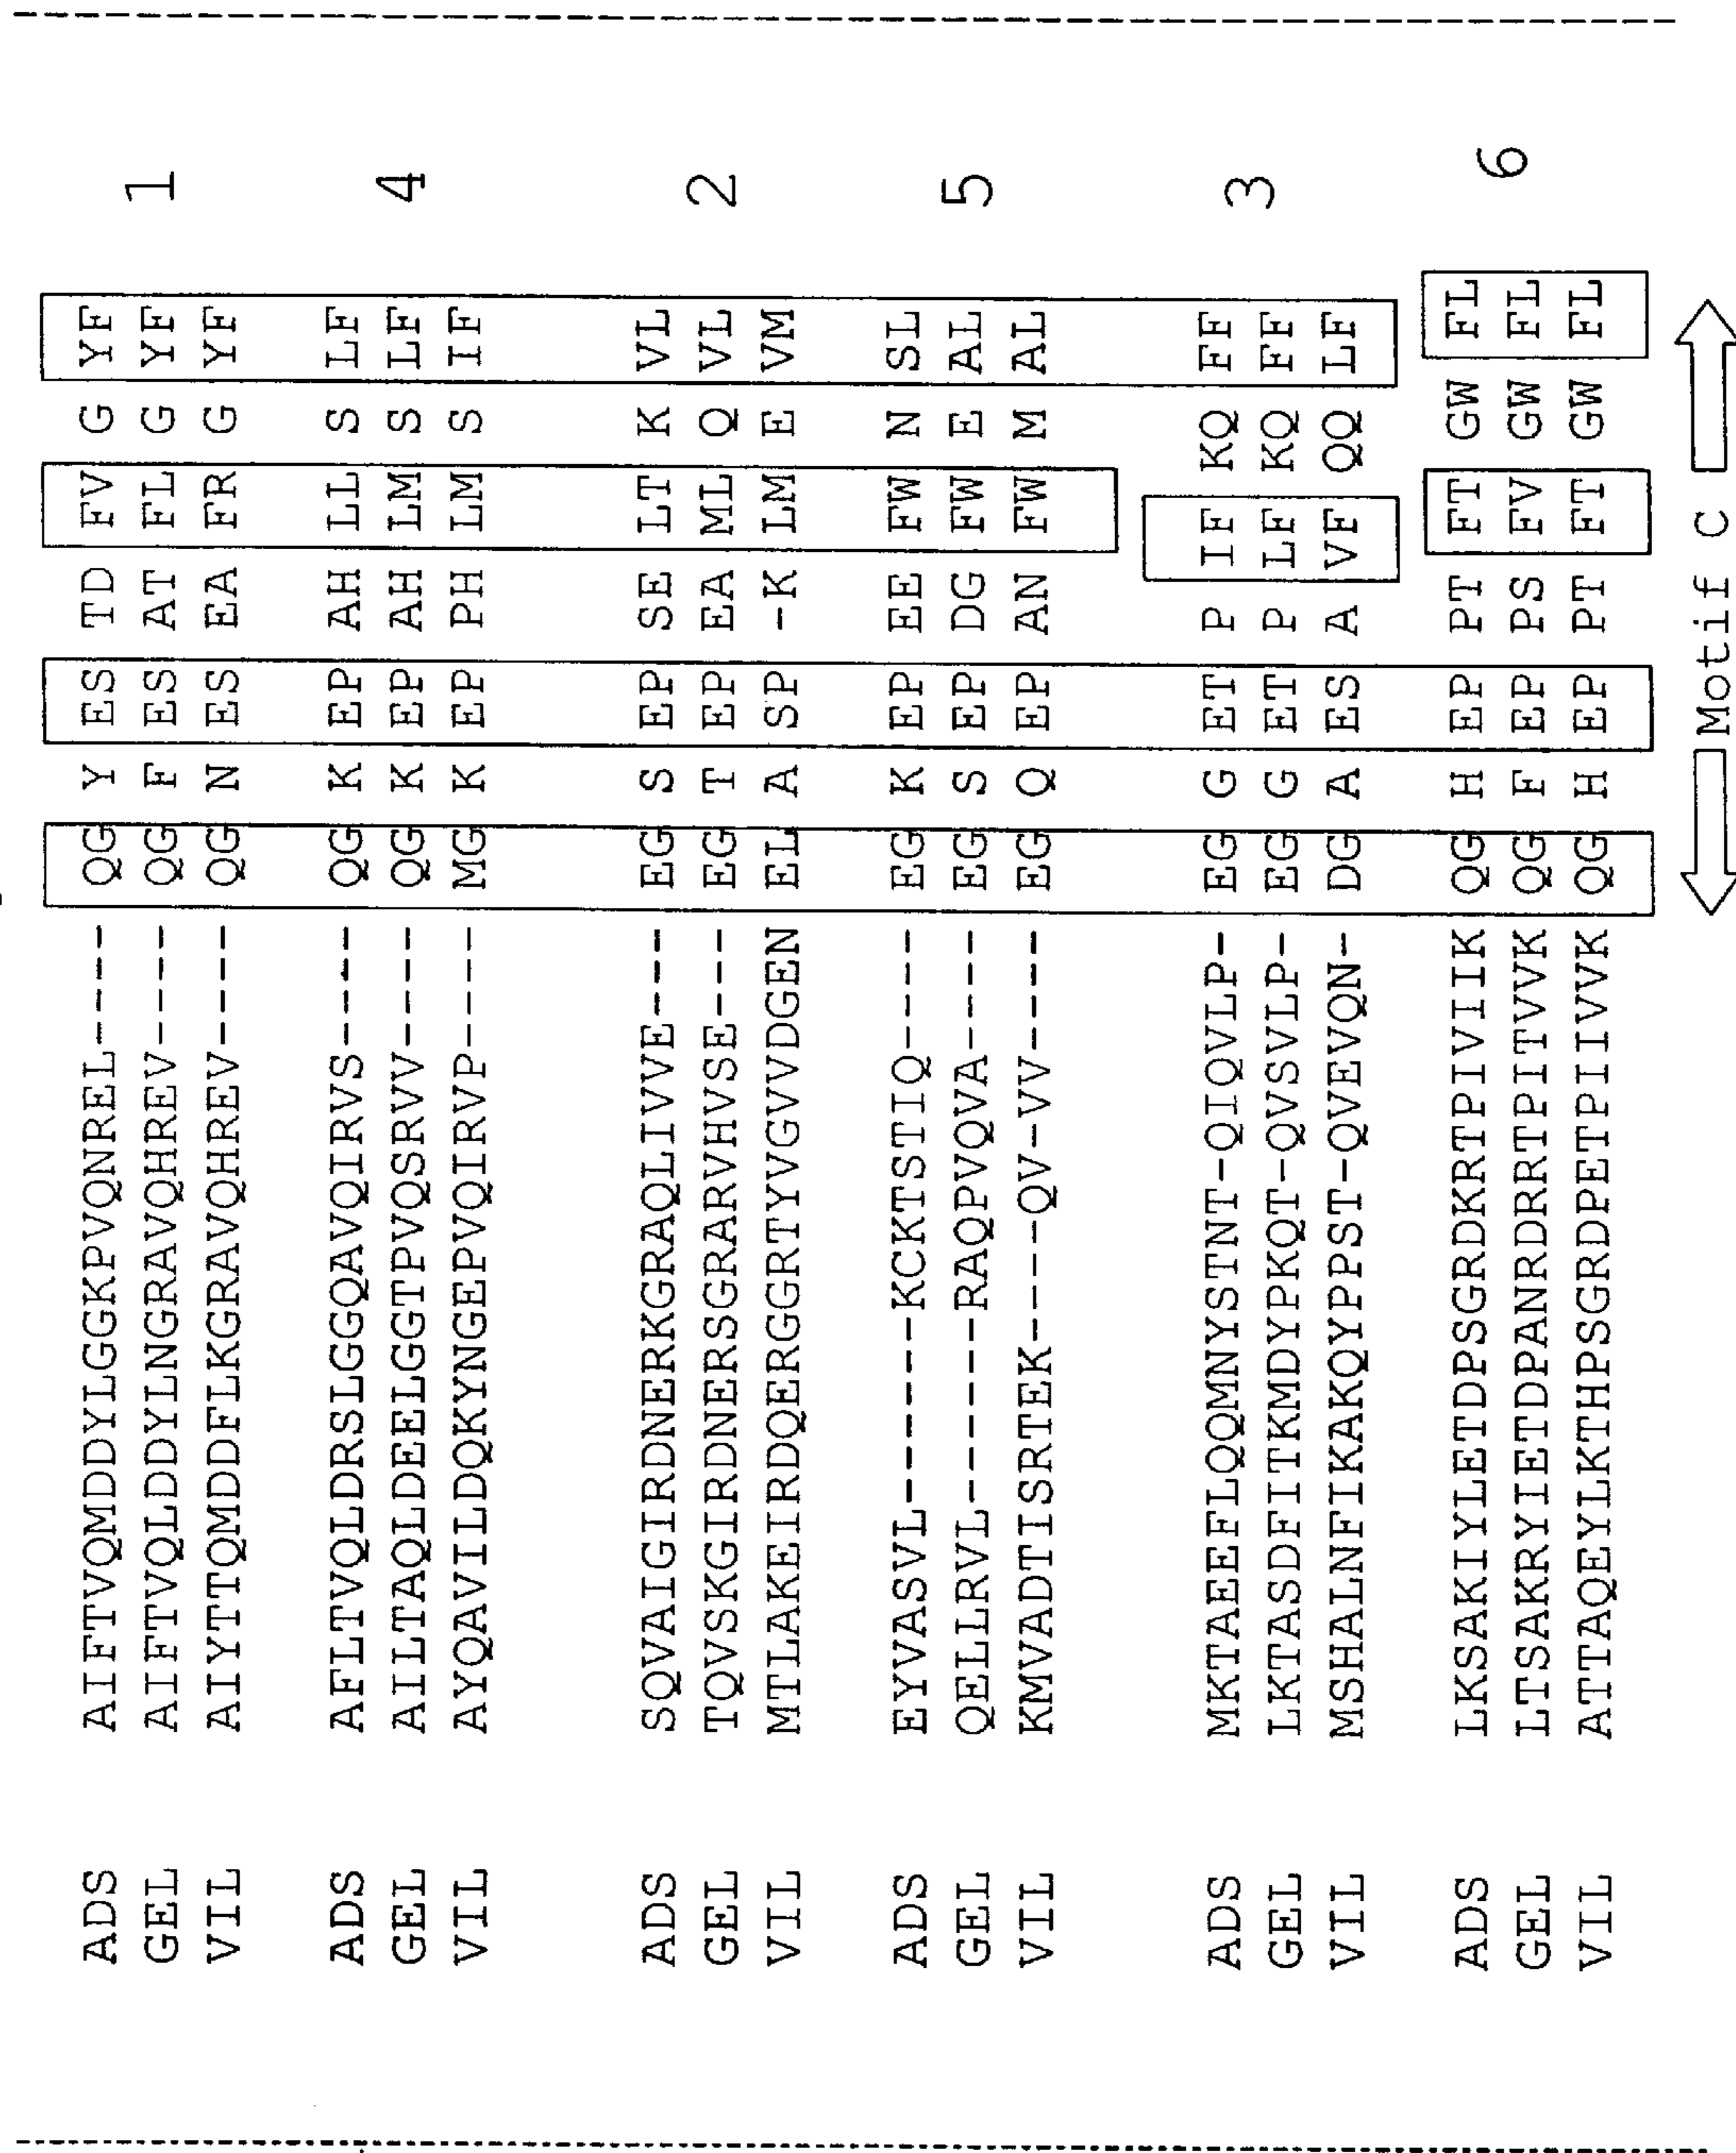 ADS AIFTVQMDDYLGGKPVQNREL----- QG Y ES TD FV G YF
GEL AIFTVQLDDYLNGRAVQHREV---- QG F ES AT FL G YF 1
VIL AIYTTQMDDFLKGRAVQHREV---- QG N ES EA FR G YF
ADS AFLTVQLDRSLGGQAVQIRVS---- QG K EP AH LL S LF
GEL AILTAQLDEELGGTPVQSRVV---- QG K EP AH LM S LF 4
VIL AYQAVILDQKYNGEPVQIRVP---- MG K EP PH LM S IF
ADS SQVAIGIRDNERKGRAQLIVVE---- EG S EP SE LT K VL
GEL TQVSKGIRDNERSGRARVHVSE--- EG T EP EA ML Q VL 2
VIL MTLAKEIRDQERGGRTYVGVVDGEN EL A SP -K LM E VM
ADS EYVASVL-------KCKTSTIQ----- EG K EP EE FW N SL
GEL QELLRVL-------RAQPVQVA---- EG S EP DG FW E AL 5
VIL KMVADTISRTEK----QV-VV----- EG Q EP AN FW M AL
ADS MKTAEEFLQQMNYSTNT-QIQVLP- EG G ET P IF KQ FF
GEL LKTASDFITKMDYPKQT-QVSVLP- EG G ET P LF KQ FF 3
VIL MSHALNFIKAKQYPPST-QVEVQN- DG A ES A VF QQ LF
ADS LKSAKIYLETDPSGRDKRTPIVIIK QG H EP PT FT GW FL
GEL LTSAKRYIETDPANRDRRTPITVVK QG F EP PS FV GW FL 6
VIL ATTAQEYLKTHPSGRDPETPIIVVK QG H EP PT FT GW FL
Motif C